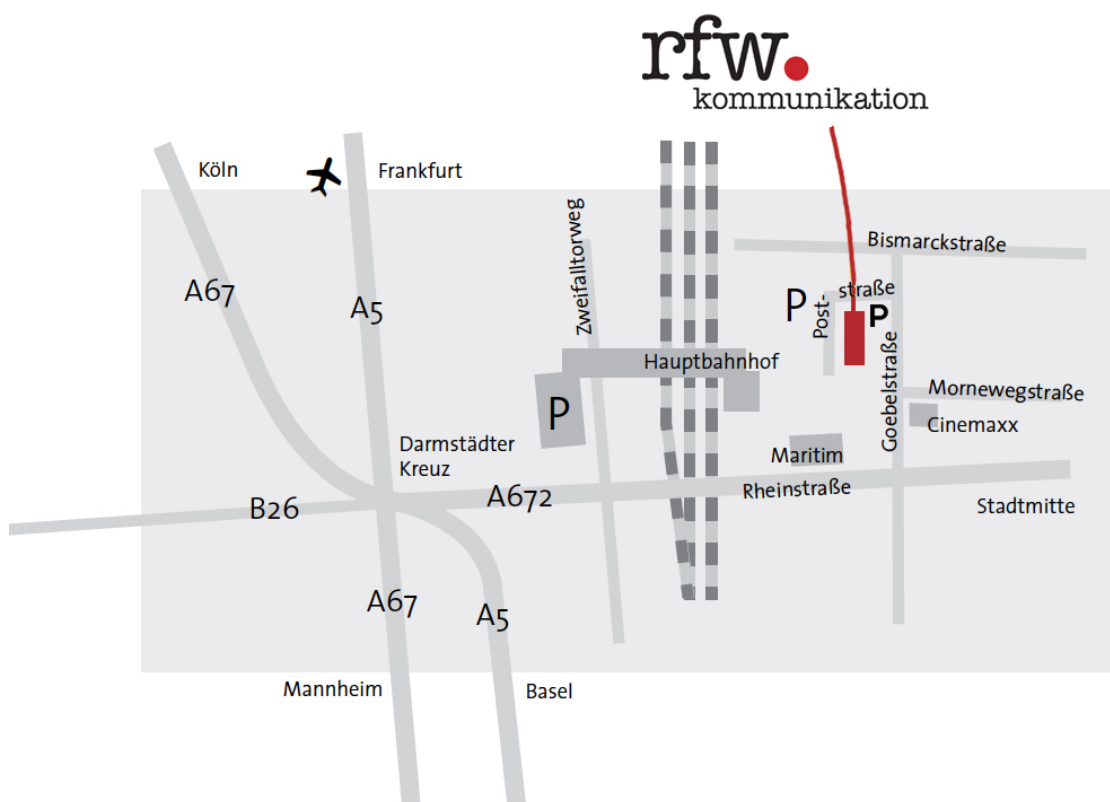 rfw.
kommunikation
Köln
Frankfurt
Bismarckstraße
Zweifalltorweg
A67
A5
P
Post-
straße
P
Hauptbahnhof
Goebelstraße
Mornewegstraße
P
Cinemaxx
Darmstädter
Kreuz
Maritim
A672
Rheinstraße
B26
Stadtmitte
A67
A5
Mannheim
Basel